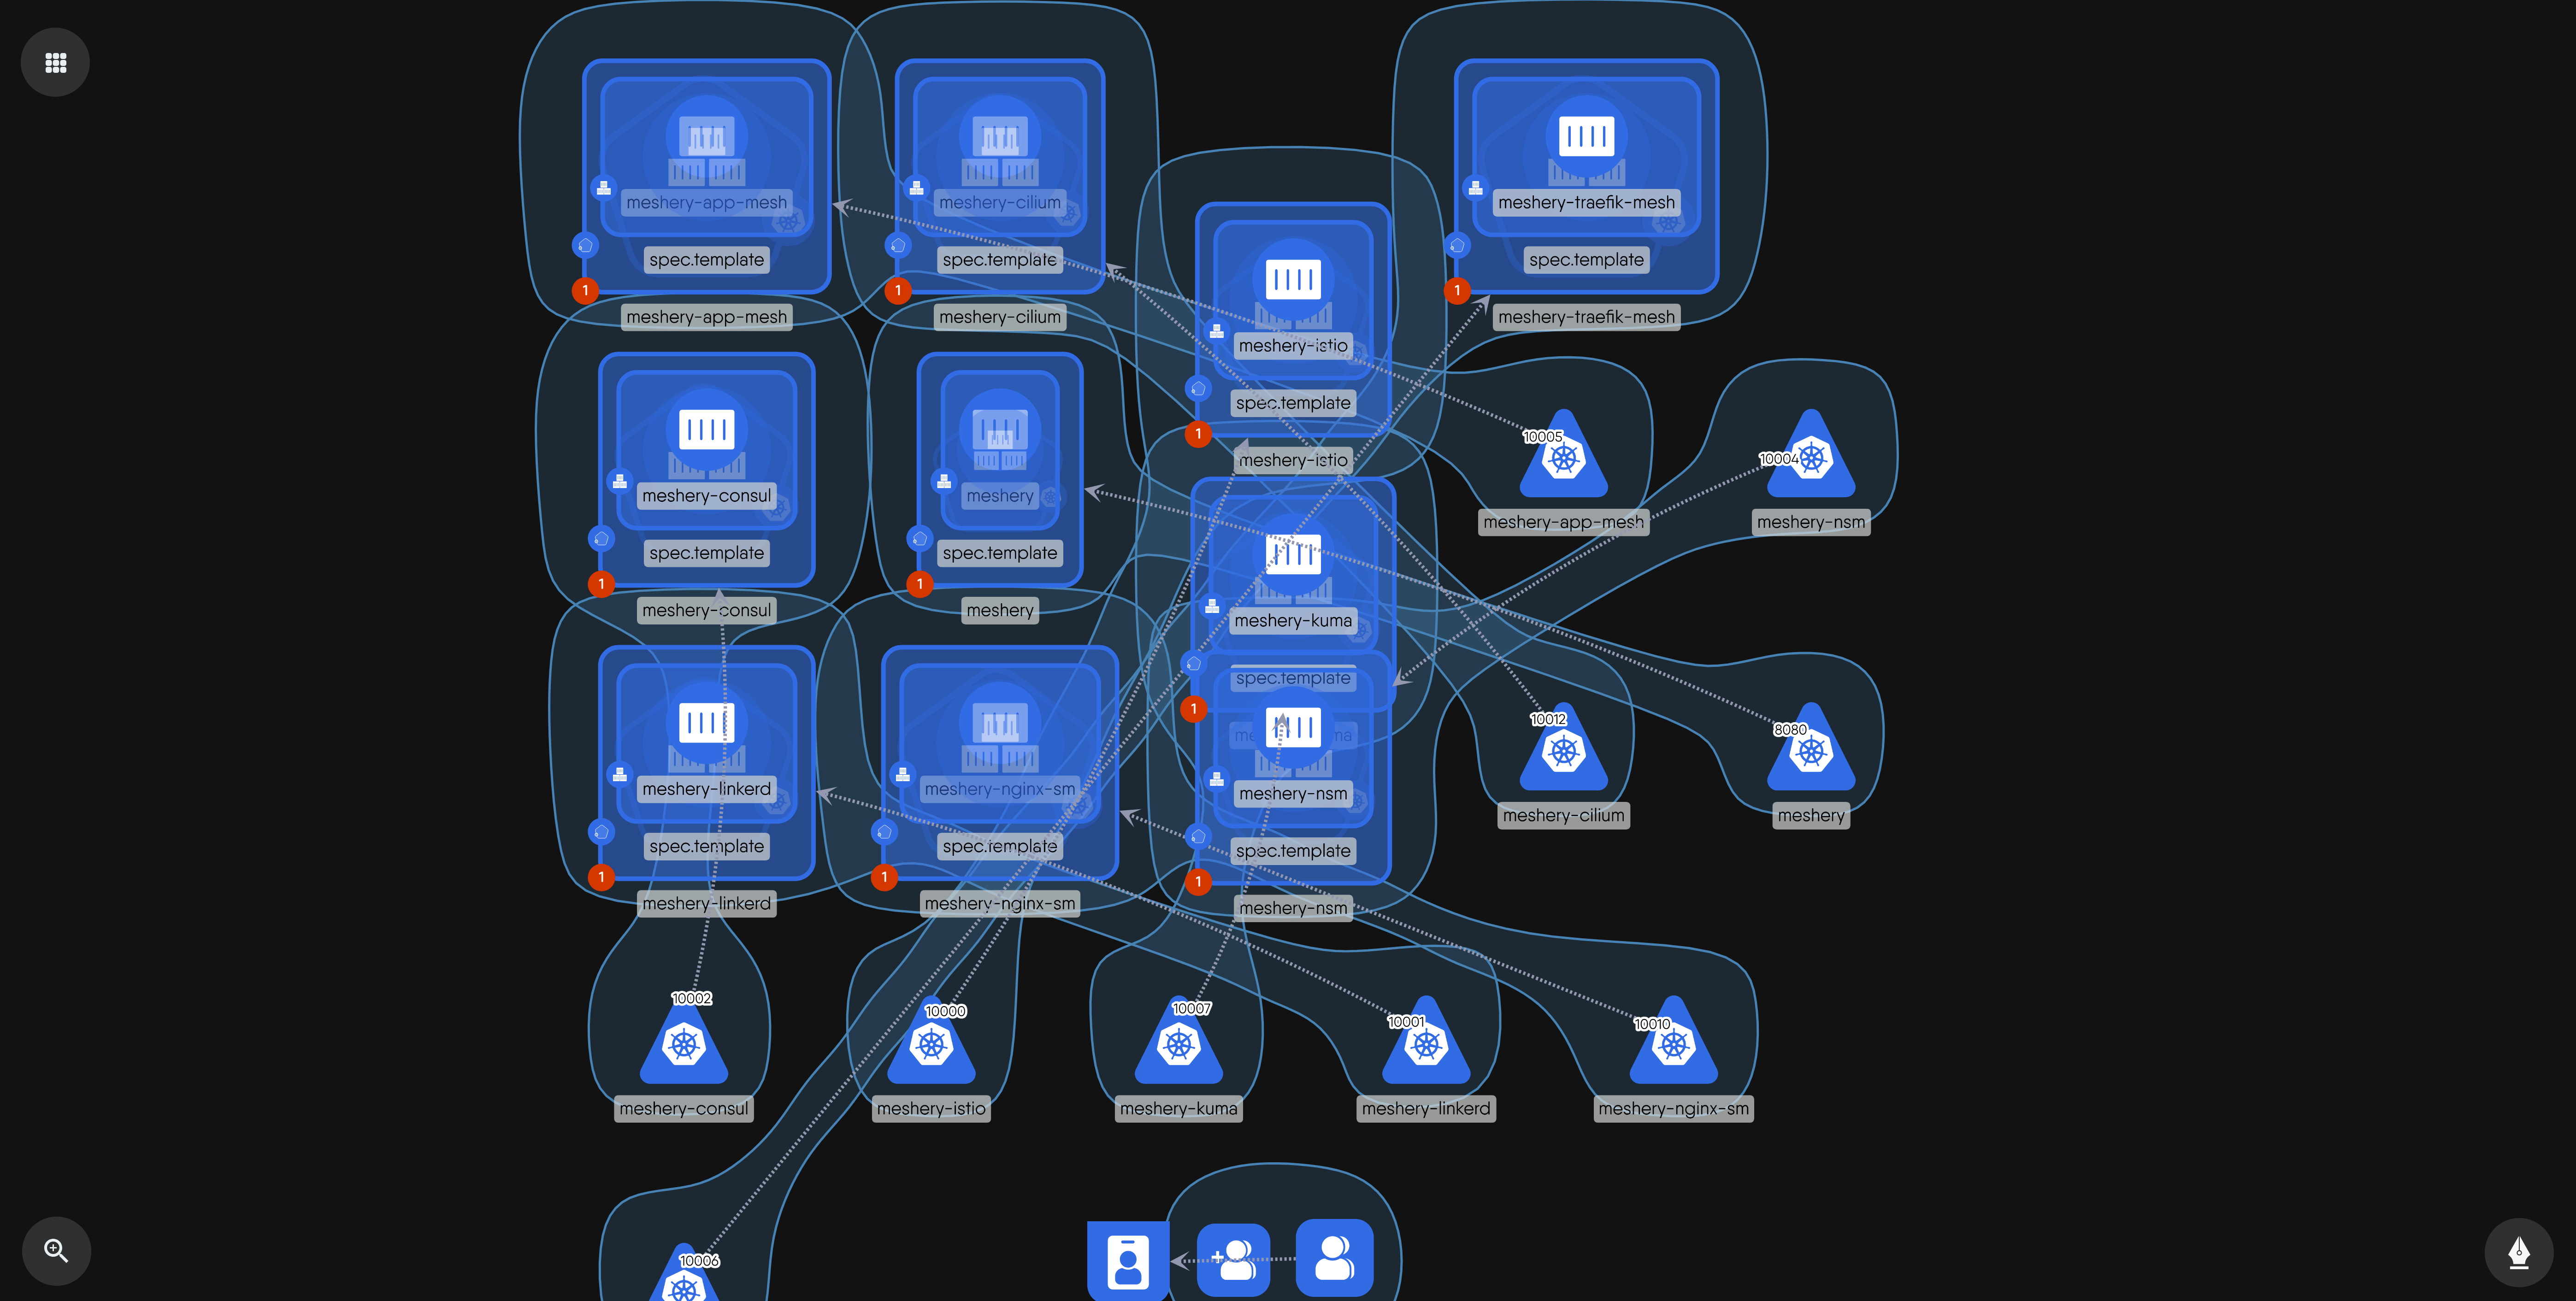 meshery-app-mesh
spec.template
1
meshery-app-mesh
meshery-cilium
spec.template
1
meshery-cilium
meshery-istio
spec.template
1
meshery-istio
meshery-traefik-mesh
spec.template
1
meshery-traefik-mesh
meshery-consul
spec.template
1
meshery-consul
meshery
spec.template
1
meshery
meshery-kuma
spec.template
1
10005
meshery-app-mesh
10004
meshery-nsm
meshery-linkerd
spec.template
1
meshery-linkerd
meshery-nginx-sm
spec.template
1
meshery-nginx-sm
meshery-nsm
spec.template
1
meshery-nsm
10012
meshery-cilium
8080
meshery
10002
meshery-consul
10000
meshery-istio
10007
meshery-kuma
10001
meshery-linkerd
10010
meshery-nginx-sm
10006